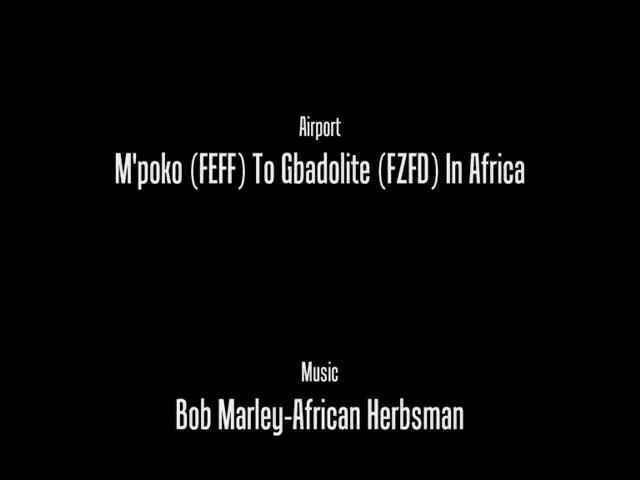 Airport
M'poko (FEFF) To Gbadolite (FZFD) In Africa
Music
Bob Marley-African Herbsman